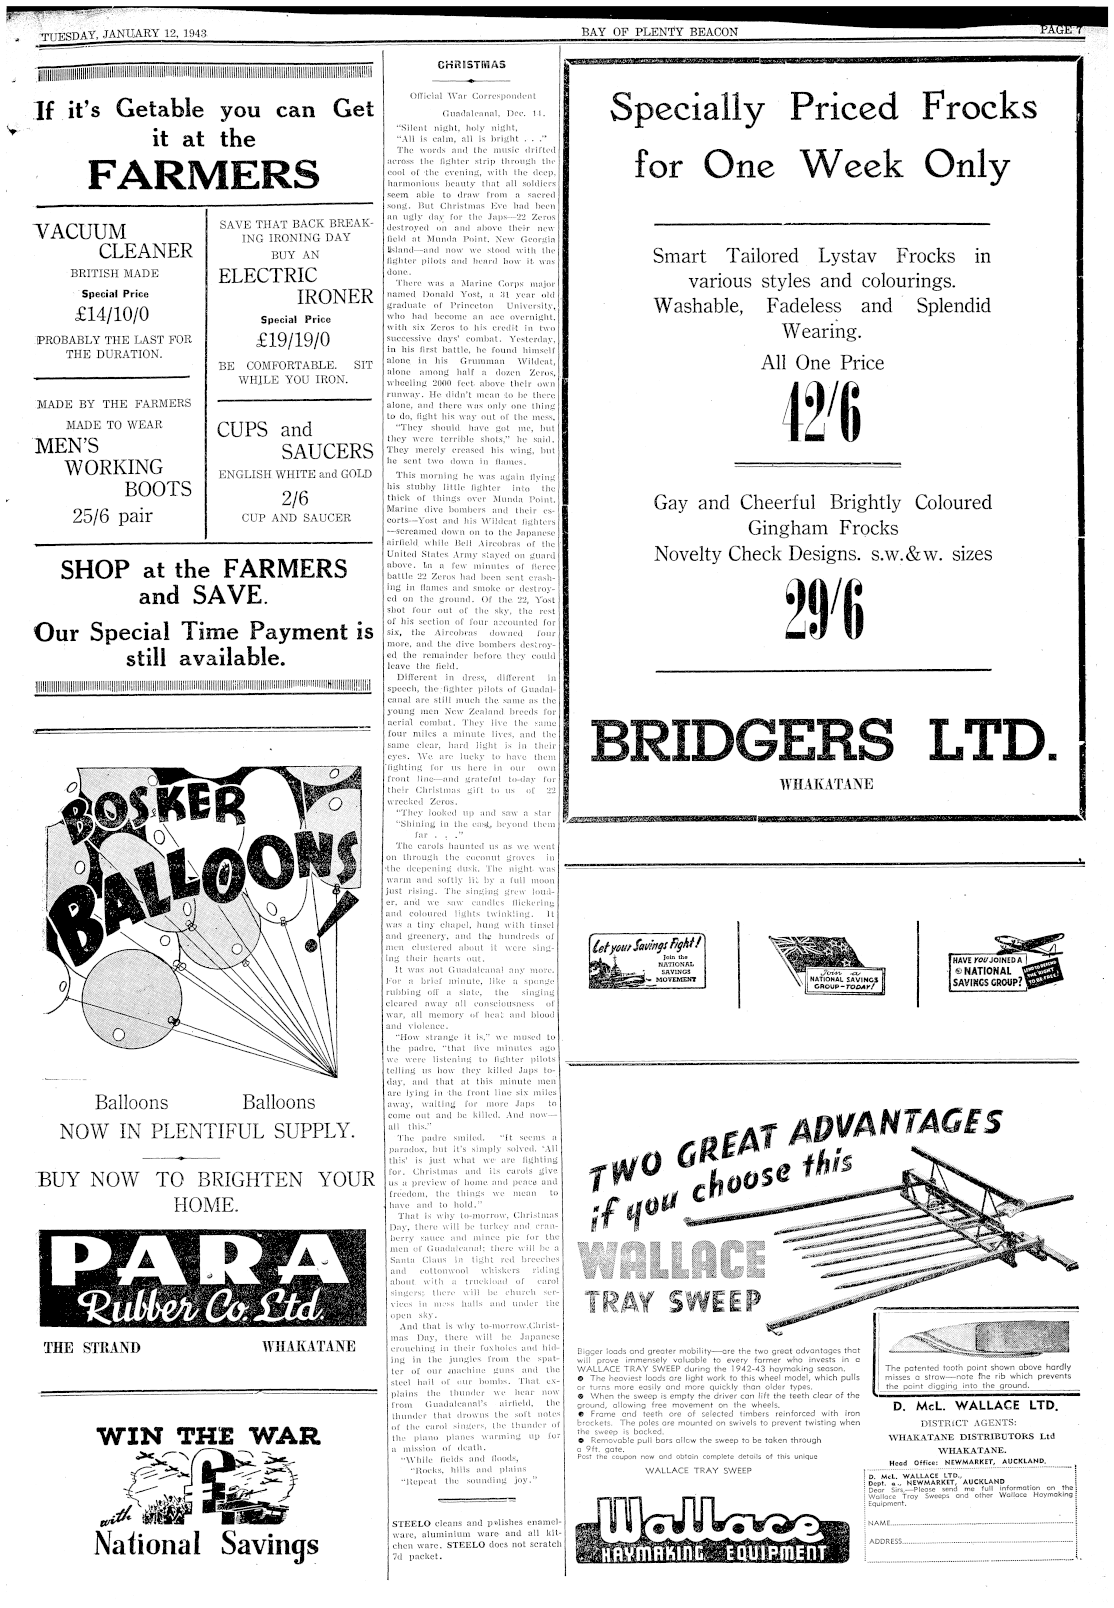 TUESDAY, JANUARY 12, 1943
BAY OF PLENTY BEACON
PAGE 7
If it's Getable you can Get
it at the
FARMERS
VACUUM
CLEANER
BRITISH MADE
Special Price
£14/10/0
PROBABLY THE LAST FOR
THE DURATION.
MADE BY THE FARMERS
MADE TO WEAR
MEN'S
WORKING
BOOTS
25/6 pair
SAVE THAT BACK BREAK-
ING IRONING DAY
BUY AN
ELECTRIC
IRONER
Special Price
£19/19/0
BE COMFORTABLE. SIT
WHILE YOU IRON.
CUPS and
SAUCERS
ENGLISH WHITE and GOLD
2/6
CUP AND SAUCER
SHOP at the FARMERS
and SAVE.
Our Special Time Payment is
still available.
BOSKER
BALLOONS!
Balloons Balloons
NOW IN PLENTIFUL SUPPLY.
BUY NOW TO BRIGHTEN YOUR
HOME.
PARA
Rubber Co. Ltd.
THE STRAND WHAKATANE
WIN THE WAR
£
with
National Savings
CHRISTMAS
Official War Correspondent
Guadalcanal, Dec. 11.
"Silent night, holy night,
"All is calm, all is bright . . ."
The words and the music drifted
across the fighter strip through the
cool of the evening, with the deep,
harmonious beauty that all soldiers
seem able to draw from a sacred
song. But Christmas Eve had been
an ugly day for the Japs—22 Zeros
destroyed on and above their new
field at Munda Point, New Georgia
Island—and now we stood with the
fighter pilots and heard how it was
done.
There was a Marine Corps major
named Donald Yost, a 31 year old
graduate of Princeton University,
who had become an ace overnight,
with six Zeros to his credit in two
successive days' combat. Yesterday,
in his first battle, he found himself
alone in his Grumman Wildcat,
alone among half a dozen Zeros,
wheeling 2000 feet above their own
runway. He didn't mean to be there
alone, and there was only one thing
to do, fight his way out of the mess.
"They should have got me, but
they were terrible shots," he said.
They merely creased his wing, but
he sent two down in flames.
This morning he was again flying
his stubby little fighter into the
thick of things over Munda Point.
Marine dive bombers and their es-
corts—Yost and his Wildcat fighters
—screamed down on to the Japanese
airfield while Bell Aircobras of the
United States Army stayed on guard
above. In a few minutes of fierce
battle 22 Zeros had been sent crash-
ing in flames and smoke or destroy-
ed on the ground. Of the 22, Yost
shot four out of the sky, the rest
of his section of four accounted for
six, the Aircobras downed four
more, and the dive bombers destroy-
ed the remainder before they could
leave the field.
Different in dress, different in
speech, the fighter pilots of Guadal-
canal are still much the same as the
young men New Zealand breeds for
aerial combat. They live the same
four miles a minute lives, and the
same clear, hard light is in their
eyes. We are lucky to have them
fighting for us here in our own
front line—and grateful to-day for
their Christmas gift to us of 22
wrecked Zeros.
"They looked up and saw a star
"Shining in the east, beyond them
far . . ."
The carols haunted us as we went
on through the coconut groves in
the deepening dusk. The night was
warm and softly lit by a full moon
just rising. The singing grew loud-
er, and we saw candles flickering
and coloured lights twinkling. It
was a tiny chapel, hung with tinsel
and greenery, and the hundreds of
men clustered about it were sing-
ing their hearts out.
It was not Guadalcanal any more.
For a brief minute, like a sponge
rubbing off a slate, the singing
cleared away all consciousness of
war, all memory of heat and blood
and violence.
"How strange it is," we mused to
the padre, "that five minutes ago
we were listening to fighter pilots
telling us how they killed Japs to-
day, and that at this minute men
are lying in the front line six miles
away, waiting for more Japs to
come out and be killed. And now—
all this."
The padre smiled. "It seems a
paradox, but it's simply solved. 'All
this' is just what we are fighting
for. Christmas and its carols give
us a preview of home and peace and
freedom, the things we mean to
have and to hold."
That is why to-morrow, Christmas
Day, there will be turkey and cran-
berry sauce and mince pie for the
men of Guadalcanal; there will be a
Santa Claus in tight red breeches
and cottonwool whiskers riding
about with a truckload of carol
singers; there will be church ser-
vices in mess halls and under the
open sky.
And that is why to-morrow.Christ-
mas Day, there will be Japanese
crouching in their foxholes and hid-
ing in the jungles from the spat-
ter of our machine guns and the
steel hail of our bombs. That ex-
plains the thunder we hear now
from Guadalcanal's airfield, the
thunder that drowns the soft notes
of the carol singers, the thunder of
the plano planes warming up for
a mission of death.
"While fields and floods,
"Rocks, hills and plains
"Repeat the sounding joy."
STEELO cleans and polishes enamel-
ware, aluminium ware and all kit-
chen ware. STEELO does not scratch
7d packet.
Specially Priced Frocks
for One Week Only
Smart Tailored Lystav Frocks in
various styles and colourings.
Washable, Fadeless and Splendid
Wearing.
All One Price
42/6
Gay and Cheerful Brightly Coloured
Gingham Frocks
Novelty Check Designs. s.w.&w. sizes
29/6
BRIDGERS LTD.
WHAKATANE
Let your Savings Fight!
Join the
NATIONAL
SAVINGS
MOVEMENT
Join a
NATIONAL SAVINGS
GROUP-TODAY!
HAVE YOU JOINED A
NATIONAL
SAVINGS GROUP?
TWO GREAT ADVANTAGES
if you choose this
WALLACE
TRAY SWEEP
Bigger loads and greater mobility—are the two great advantages that
will prove immensely valuable to every farmer who invests in a
WALLACE TRAY SWEEP during the 1942-43 haymaking season.
The heaviest loads are light work to this wheel model, which pulls
or turns more easily and more quickly than older types.
When the sweep is empty the driver can lift the teeth clear of the
ground, allowing free movement on the wheels.
Frame and teeth are of selected timbers reinforced with iron
brackets. The poles are mounted on swivels to prevent twisting when
the sweep is backed.
Removable pull bars allow the sweep to be taken through
a 9ft. gate.
Post the coupon now and obtain complete details of this unique
WALLACE TRAY SWEEP
Wallace
HAYMAKING EQUIPMENT
The patented tooth point shown above hardly
misses a straw—note the rib which prevents
the point digging into the ground.
D. McL. WALLACE LTD.
DISTRICT AGENTS:
WHAKATANE DISTRIBUTORS Ltd
WHAKATANE.
Head Office: NEWMARKET, AUCKLAND.
D. McL. WALLACE LTD.,
Dept. a., NEWMARKET, AUCKLAND
Dear Sirs,—Please send me full information on the
Wallace Tray Sweeps and other Wallace Haymaking
Equipment.
NAME
ADDRESS